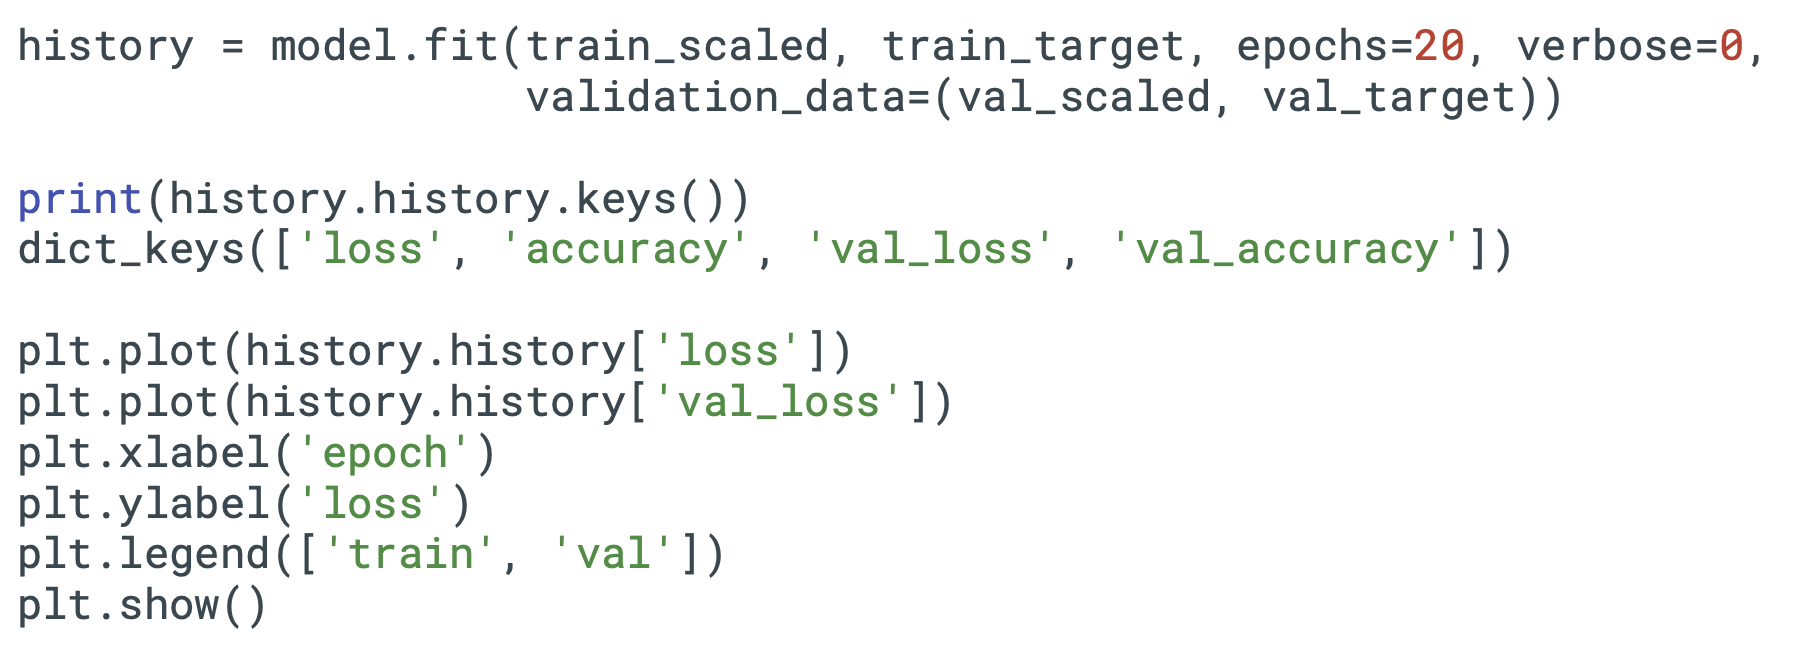 history = model.fit(train_scaled, train_target, epochs=20, verbose=0,
                    validation_data=(val_scaled, val_target))

print(history.history.keys())
dict_keys(['loss', 'accuracy', 'val_loss', 'val_accuracy'])

plt.plot(history.history['loss'])
plt.plot(history.history['val_loss'])
plt.xlabel('epoch')
plt.ylabel('loss')
plt.legend(['train', 'val'])
plt.show()